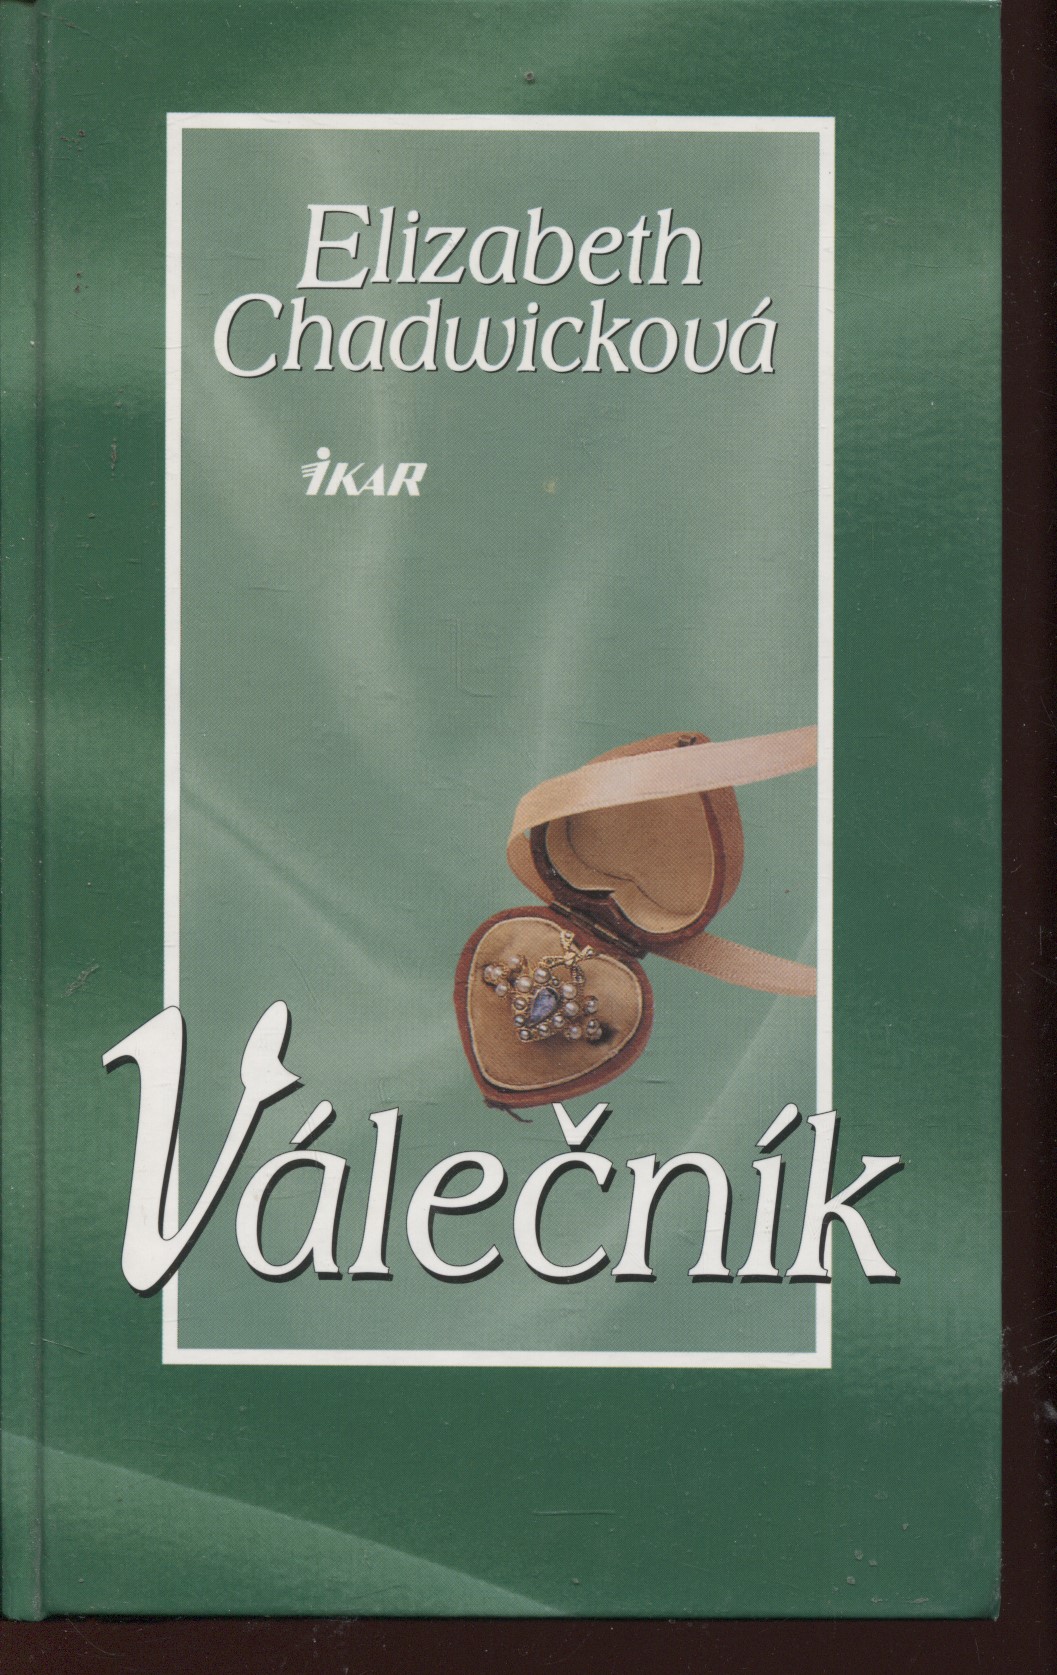 Elizabeth
Chadwicková
IKAR
Válečník